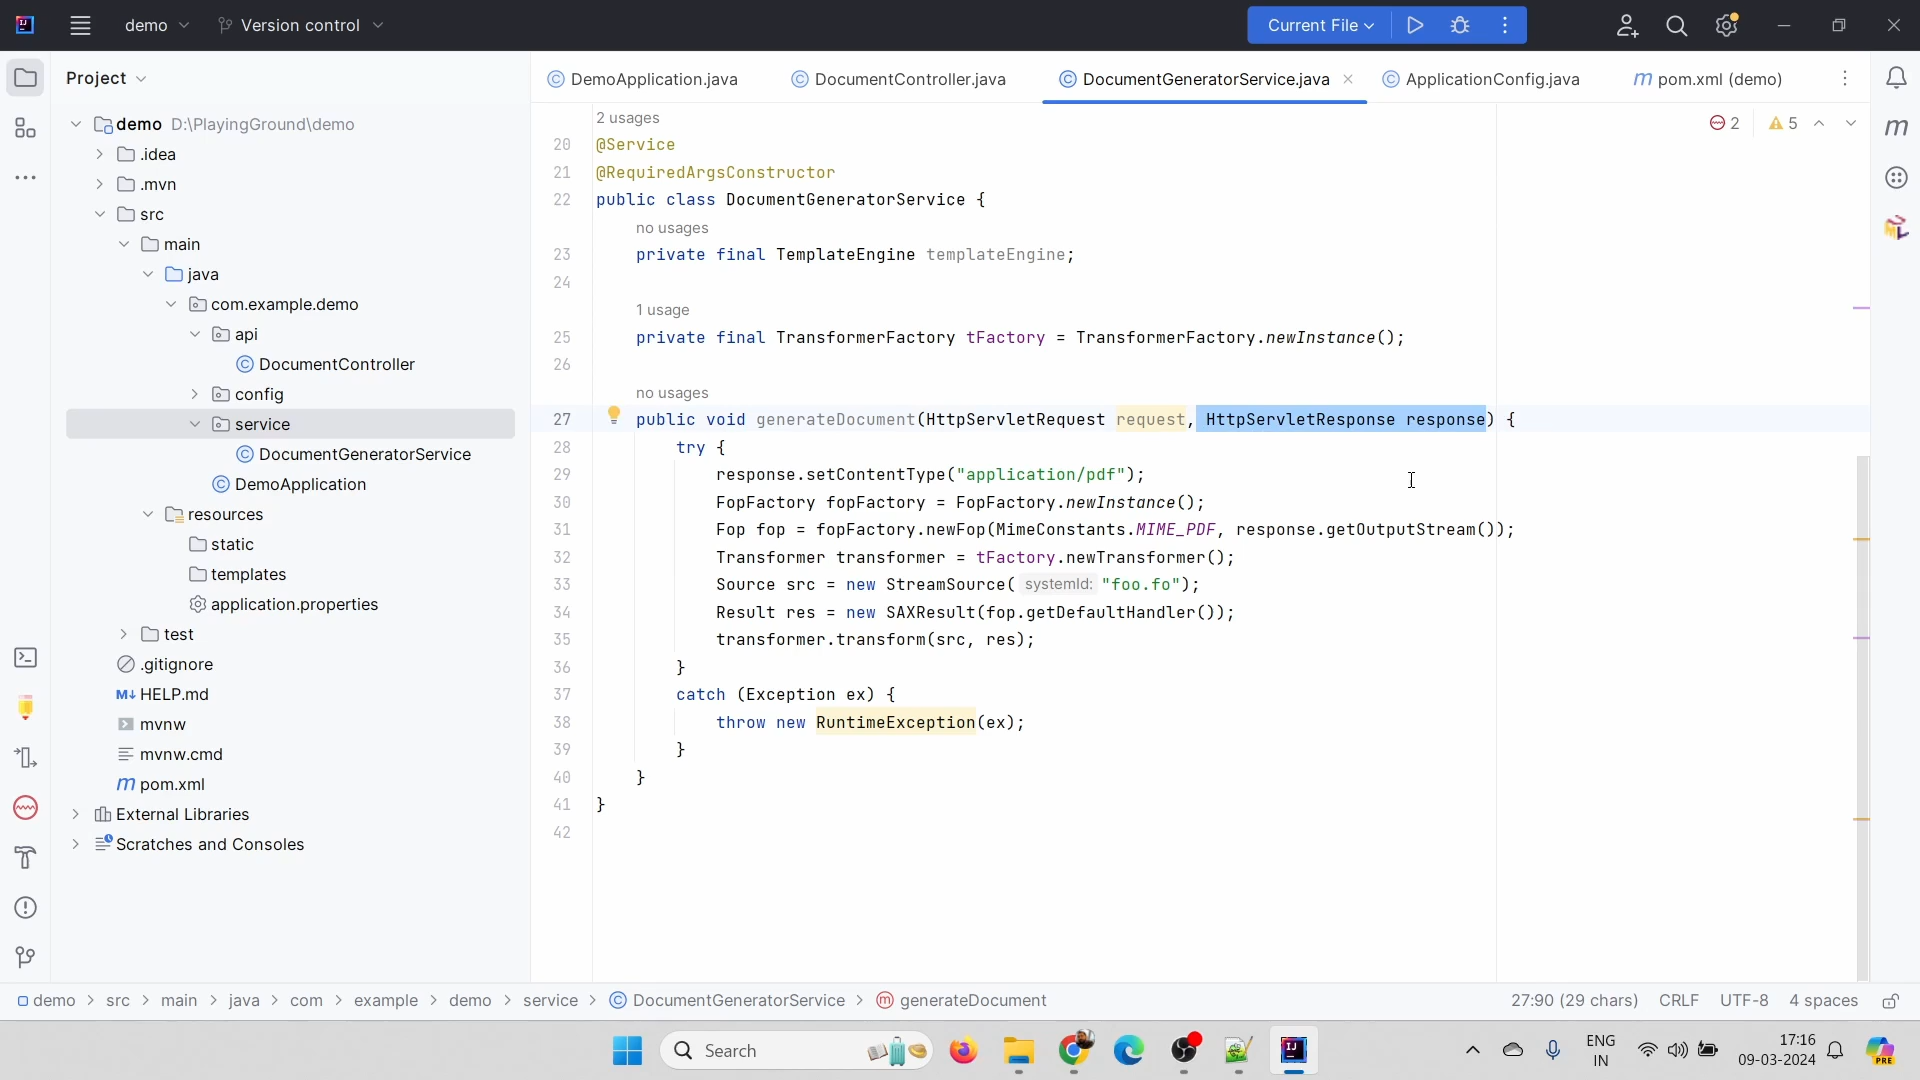 demo
Version control
Current File
Project
DemoApplication.java
DocumentController.java
DocumentGeneratorService.java
ApplicationConfig.java
m pom.xml (demo)
demo D:\PlayingGround\demo
.idea
.mvn
src
main
java
com.example.demo
api
DocumentController
config
service
DocumentGeneratorService
DemoApplication
resources
static
templates
application.properties
test
.gitignore
M↓ HELP.md
mvnw
mvnw.cmd
m pom.xml
External Libraries
Scratches and Consoles
2 5
2 usages
20 @Service
21 @RequiredArgsConstructor
22 public class DocumentGeneratorService {
no usages
23 private final TemplateEngine templateEngine;
24
1 usage
25 private final TransformerFactory tFactory = TransformerFactory.newInstance();
26
no usages
27 public void generateDocument(HttpServletRequest request, HttpServletResponse response) {
28 try {
29 response.setContentType("application/pdf");
30 FopFactory fopFactory = FopFactory.newInstance();
31 Fop fop = fopFactory.newFop(MimeConstants.MIME_PDF, response.getOutputStream());
32 Transformer transformer = tFactory.newTransformer();
33 Source src = new StreamSource( systemId: "foo.fo");
34 Result res = new SAXResult(fop.getDefaultHandler());
35 transformer.transform(src, res);
36 }
37 catch (Exception ex) {
38 throw new RuntimeException(ex);
39 }
40 }
41 }
42
demo > src > main > java > com > example > demo > service > DocumentGeneratorService > generateDocument
27:90 (29 chars) CRLF UTF-8 4 spaces
Search
ENG
IN
17:16
09-03-2024